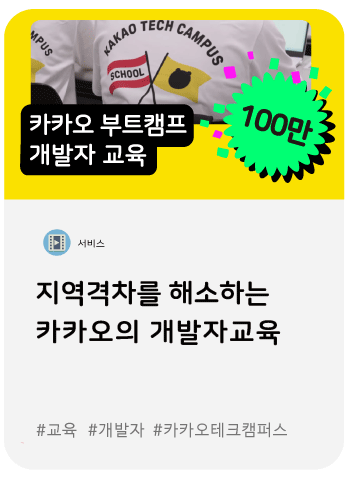 KAKAO TECH CAMPUS
SCHOOL
카카오 부트캠프
개발자 교육
100만
서비스
지역격차를 해소하는
카카오의 개발자교육
#교육 #개발자 #카카오테크캠퍼스